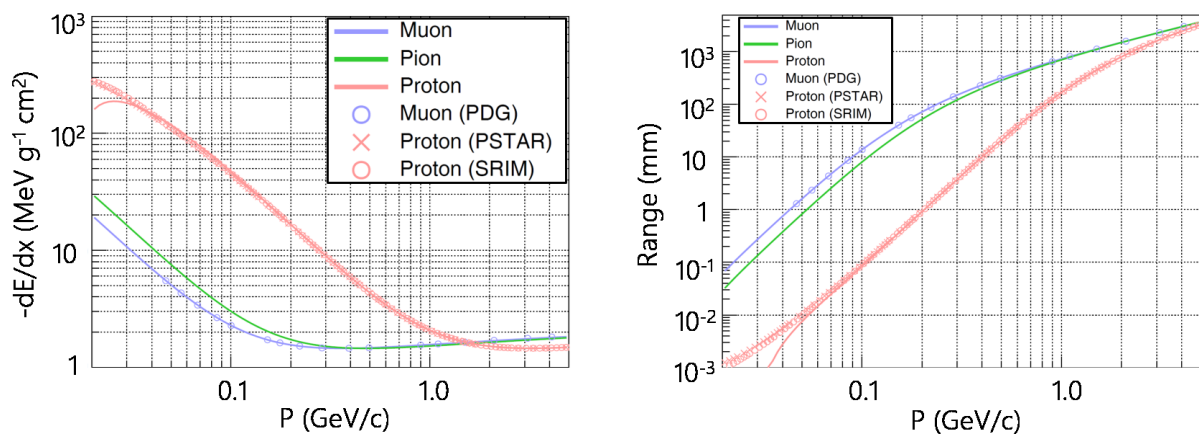 -dE/dx (MeV g⁻¹ cm²)
10³
10²
10
1
0.1
1.0
P (GeV/c)
Muon
Pion
Proton
Muon (PDG)
Proton (PSTAR)
Proton (SRIM)
Range (mm)
10³
10²
10
1
10⁻¹
10⁻²
10⁻³
0.1
1.0
P (GeV/c)
Muon
Pion
Proton
Muon (PDG)
Proton (PSTAR)
Proton (SRIM)